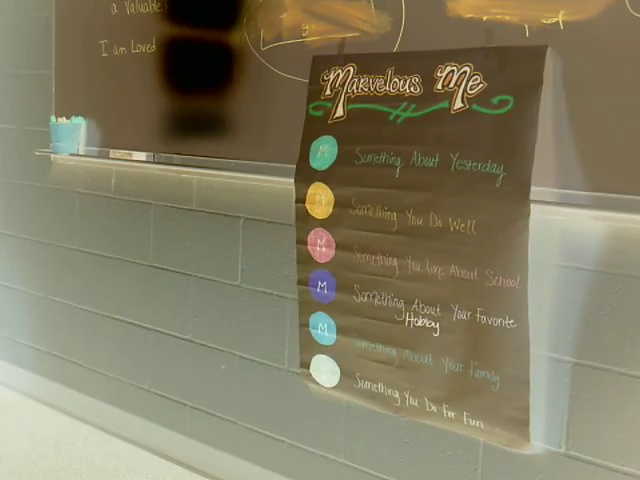 a Valuable
I am Loved
Marvelous Me
M Something About Yesterday
M Something You Do Well
M Something You like About School
M Something About Your Favorite
Hobby
M Something About Your Family
Something You Do For Fun